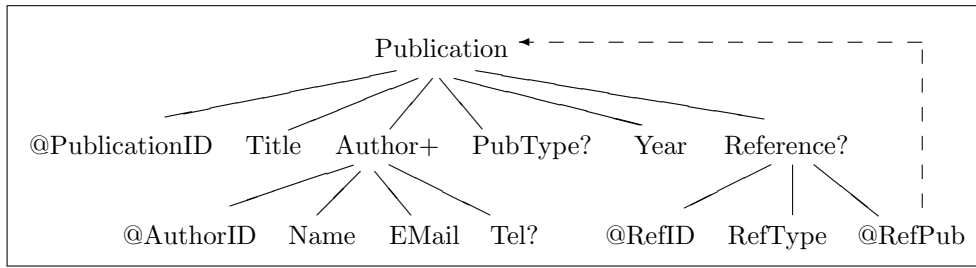 Publication
@PublicationID Title Author+ PubType? Year Reference?
@AuthorID Name EMail Tel? @RefID RefType @RefPub